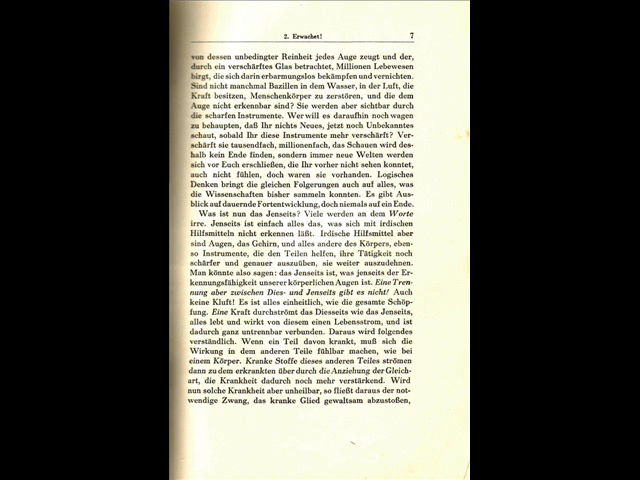 2. Erwachet! 7
von dessen unbedingter Reinheit jedes Auge zeugt und der,
durch ein verschärftes Glas betrachtet, Millionen Lebewesen
birgt, die sich darin erbarmungslos bekämpfen und vernichten.
Sind nicht manchmal Bazillen in dem Wasser, in der Luft, die
Kraft besitzen, Menschenkörper zu zerstören, und die dem
Auge nicht erkennbar sind? Sie werden aber sichtbar durch
die scharfen Instrumente. Wer will es daraufhin noch wagen
zu behaupten, daß Ihr nichts Neues, jetzt noch Unbekanntes
schaut, sobald Ihr diese Instrumente mehr verschärft? Ver-
schärft sie tausendfach, millionenfach, das Schauen wird des-
halb kein Ende finden, sondern immer neue Welten werden
sich vor Euch erschließen, die Ihr vorher nicht sehen konntet,
auch nicht fühlen, doch waren sie vorhanden. Logisches
Denken bringt die gleichen Folgerungen auch auf alles, was
die Wissenschaften bisher sammeln konnten. Es gibt Aus-
blick auf dauernde Fortentwicklung, doch niemals auf ein Ende.
Was ist nun das Jenseits? Viele werden an dem Worte
irre. Jenseits ist einfach alles das, was sich mit irdischen
Hilfsmitteln nicht erkennen läßt. Irdische Hilfsmittel aber
sind Augen, das Gehirn, und alles andere des Körpers, eben-
so Instrumente, die den Teilen helfen, ihre Tätigkeit noch
schärfer und genauer auszuüben, sie weiter auszudehnen.
Man könnte also sagen: das Jenseits ist, was jenseits der Er-
kennungsfähigkeit unserer körperlichen Augen ist. Eine Tren-
nung aber zwischen Dies- und Jenseits gibt es nicht! Auch
keine Kluft! Es ist alles einheitlich, wie die gesamte Schöp-
fung. Eine Kraft durchströmt das Diesseits wie das Jenseits,
alles lebt und wirkt von diesem einen Lebensstrom, und ist
dadurch ganz untrennbar verbunden. Daraus wird folgendes
verständlich. Wenn ein Teil davon krankt, muß sich die
Wirkung in dem anderen Teile fühlbar machen, wie bei
einem Körper. Kranke Stoffe dieses anderen Teiles strömen
dann zu dem erkrankten über durch die Anziehung der Gleich-
art, die Krankheit dadurch noch mehr verstärkend. Wird
nun solche Krankheit aber unheilbar, so fließt daraus der not-
wendige Zwang, das kranke Glied gewaltsam abzustoßen,